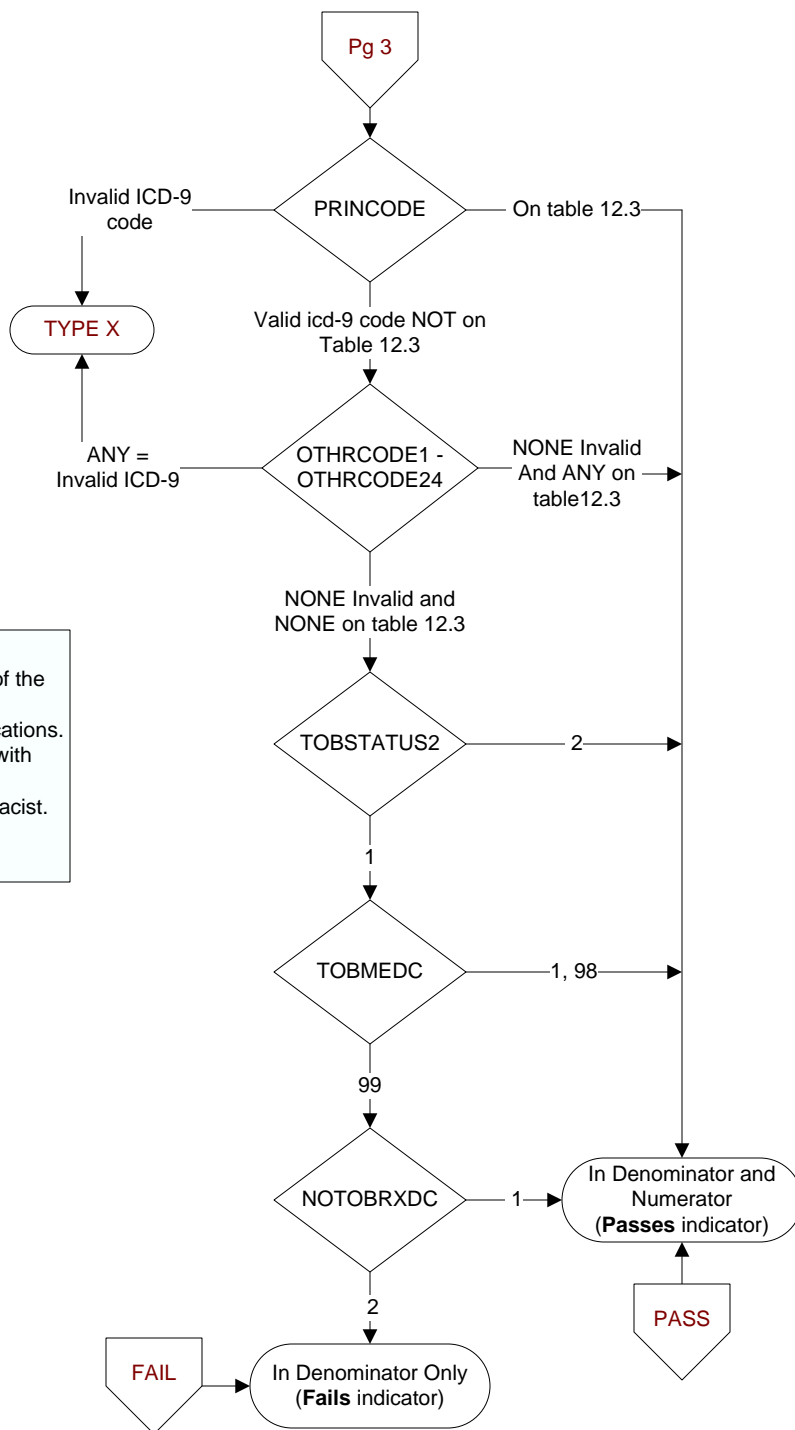 Pg 3
PRINCODE
Invalid ICD-9
code
On table 12.3
TYPE X
Valid icd-9 code NOT on
Table 12.3
OTHRCODE1 -
OTHRCODE24
ANY =
Invalid ICD-9
NONE Invalid
And ANY on
table12.3
NONE Invalid and
NONE on table 12.3
of the
with
TOBSTATUS2
2
1
TOBMEDC
1, 98
99
NOTOBRXDC
1
In Denominator and
Numerator
(Passes indicator)
2
PASS
FAIL
In Denominator Only
(Fails indicator)